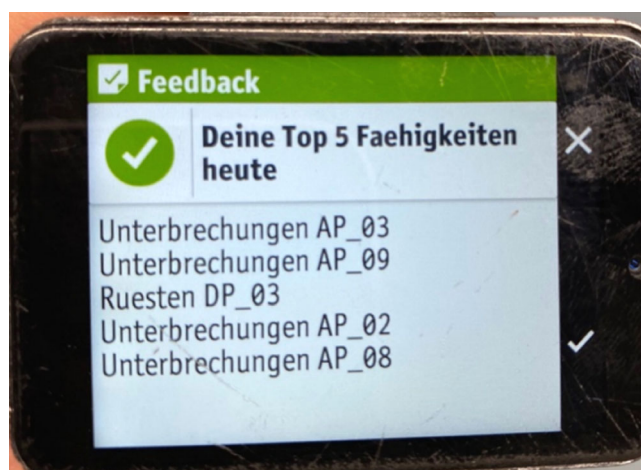 Feedback
Deine Top 5 Faehigkeiten
heute
Unterbrechungen AP_03
Unterbrechungen AP_09
Ruesten DP_03
Unterbrechungen AP_02
Unterbrechungen AP_08